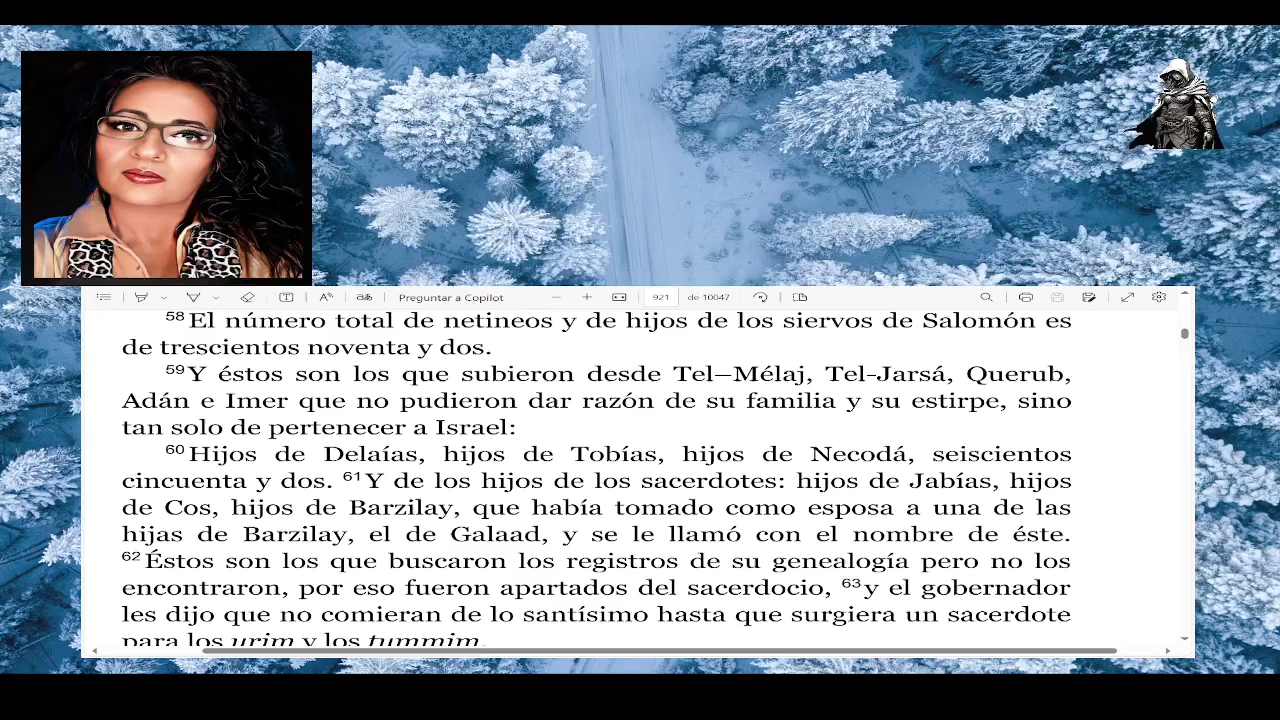 Preguntar a Copilot
921
de 10047
58 El número total de netineos y de hijos de los siervos de Salomón es
de trescientos noventa y dos.
59 Y éstos son los que subieron desde Tel–Mélaj, Tel-Jarsá, Querub,
Adán e Imer que no pudieron dar razón de su familia y su estirpe, sino
tan solo de pertenecer a Israel:
60 Hijos de Delaías, hijos de Tobías, hijos de Necodá, seiscientos
cincuenta y dos. 61 Y de los hijos de los sacerdotes: hijos de Jabías, hijos
de Cos, hijos de Barzilay, que había tomado como esposa a una de las
hijas de Barzilay, el de Galaad, y se le llamó con el nombre de éste.
62 Éstos son los que buscaron los registros de su genealogía pero no los
encontraron, por eso fueron apartados del sacerdocio, 63 y el gobernador
les dijo que no comieran de lo santísimo hasta que surgiera un sacerdote
para los urim y los tummim.